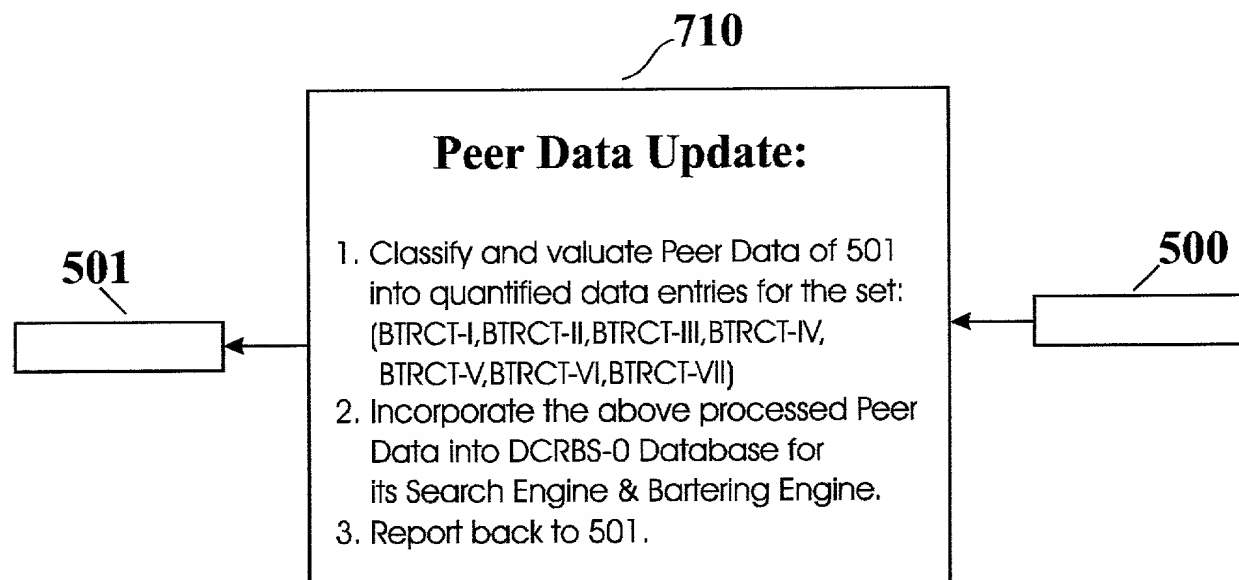 710
Peer Data Update:
501
500
1. Classify and valuate Peer Data of 501
into quantified data entries for the set:
(BTRCT-I,BTRCT-II,BTRCT-III,BTRCT-IV,
BTRCT-V,BTRCT-VI,BTRCT-VII)
2. Incorporate the above processed Peer
Data into DCRBS-0 Database for
its Search Engine & Bartering Engine.
3. Report back to 501.